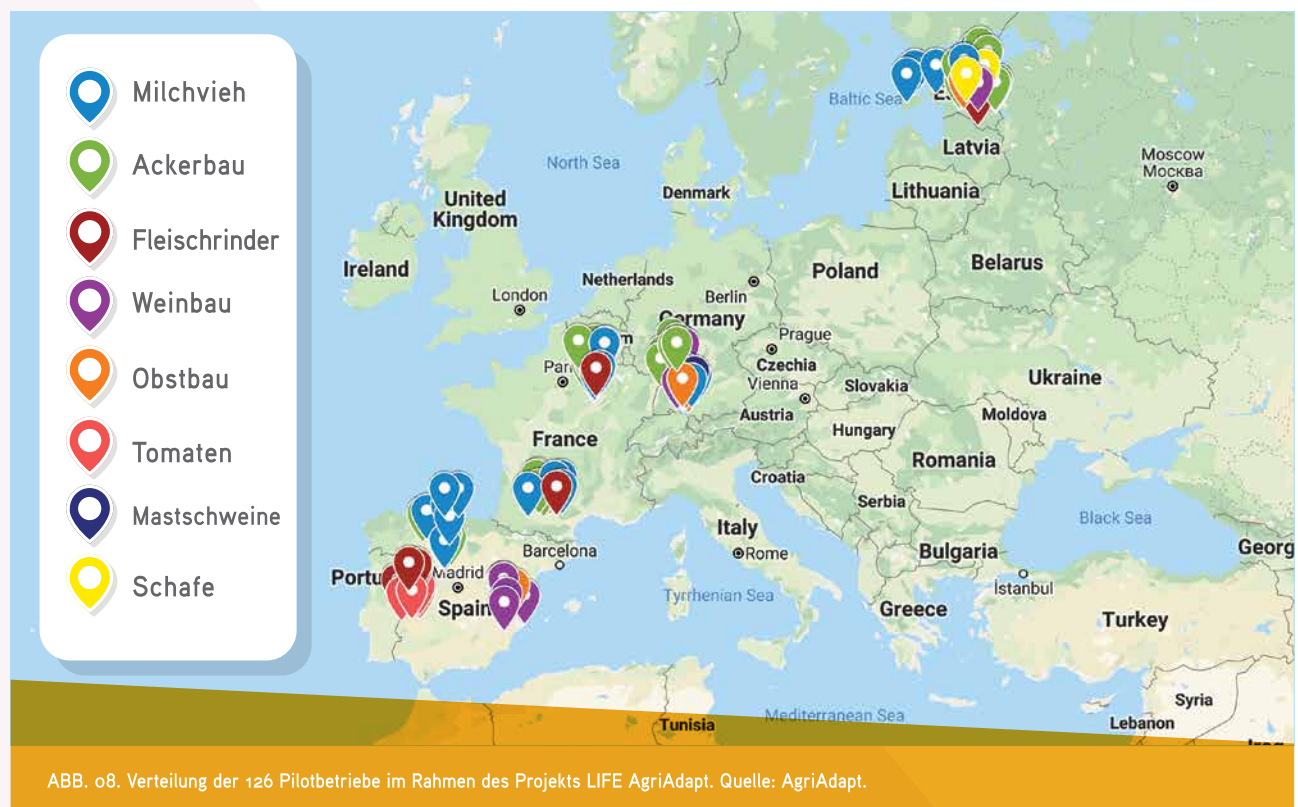 Milchvieh
Ackerbau
Fleischrinder
Weinbau
Obstbau
Tomaten
Mastschweine
Schafe
Baltic Sea
Latvia
Moscow
Москва
North Sea
Denmark
Lithuania
United
Kingdom
Ireland
Belarus
Netherlands
Poland
London
Berlin
Germany
Prague
Czechia
Vienna
Slovakia
Ukraine
Austria
Moldova
France
Hungary
Romania
Croatia
Serbia
Italy
Black Sea
Rome
Bulgaria
Georg
Barcelona
Portu
Madrid
Spain
Tyrrhenian Sea
İstanbul
Greece
Turkey
Syria
Tunisia
Mediterranean Sea
Lebanon
ABB. 08. Verteilung der 126 Pilotbetriebe im Rahmen des Projekts LIFE AgriAdapt. Quelle: AgriAdapt.